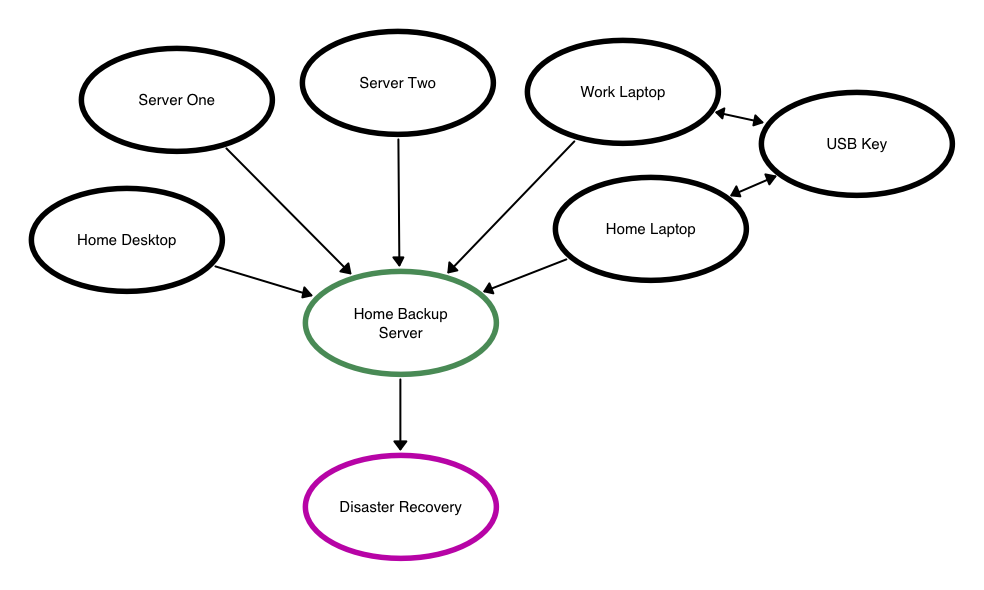 Server One
Server Two
Work Laptop
USB Key
Home Desktop
Home Laptop
Home Backup
Server
Disaster Recovery